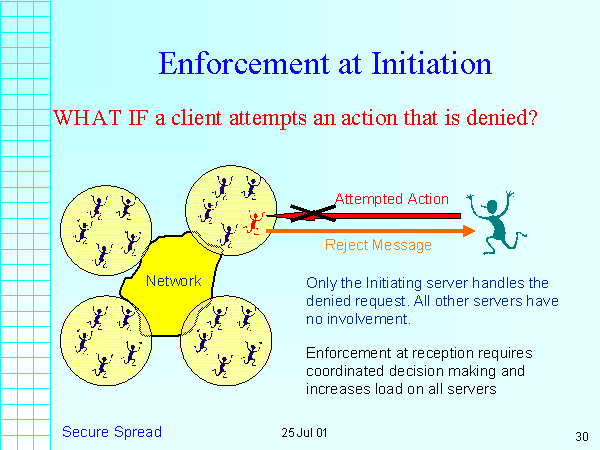 Enforcement at Initiation
WHAT IF a client attempts an action that is denied?
Attempted Action
Reject Message
Network
Only the Initiating server handles the
denied request. All other servers have
no involvement.
Enforcement at reception requires
coordinated decision making and
increases load on all servers
Secure Spread
25 Jul 01
30